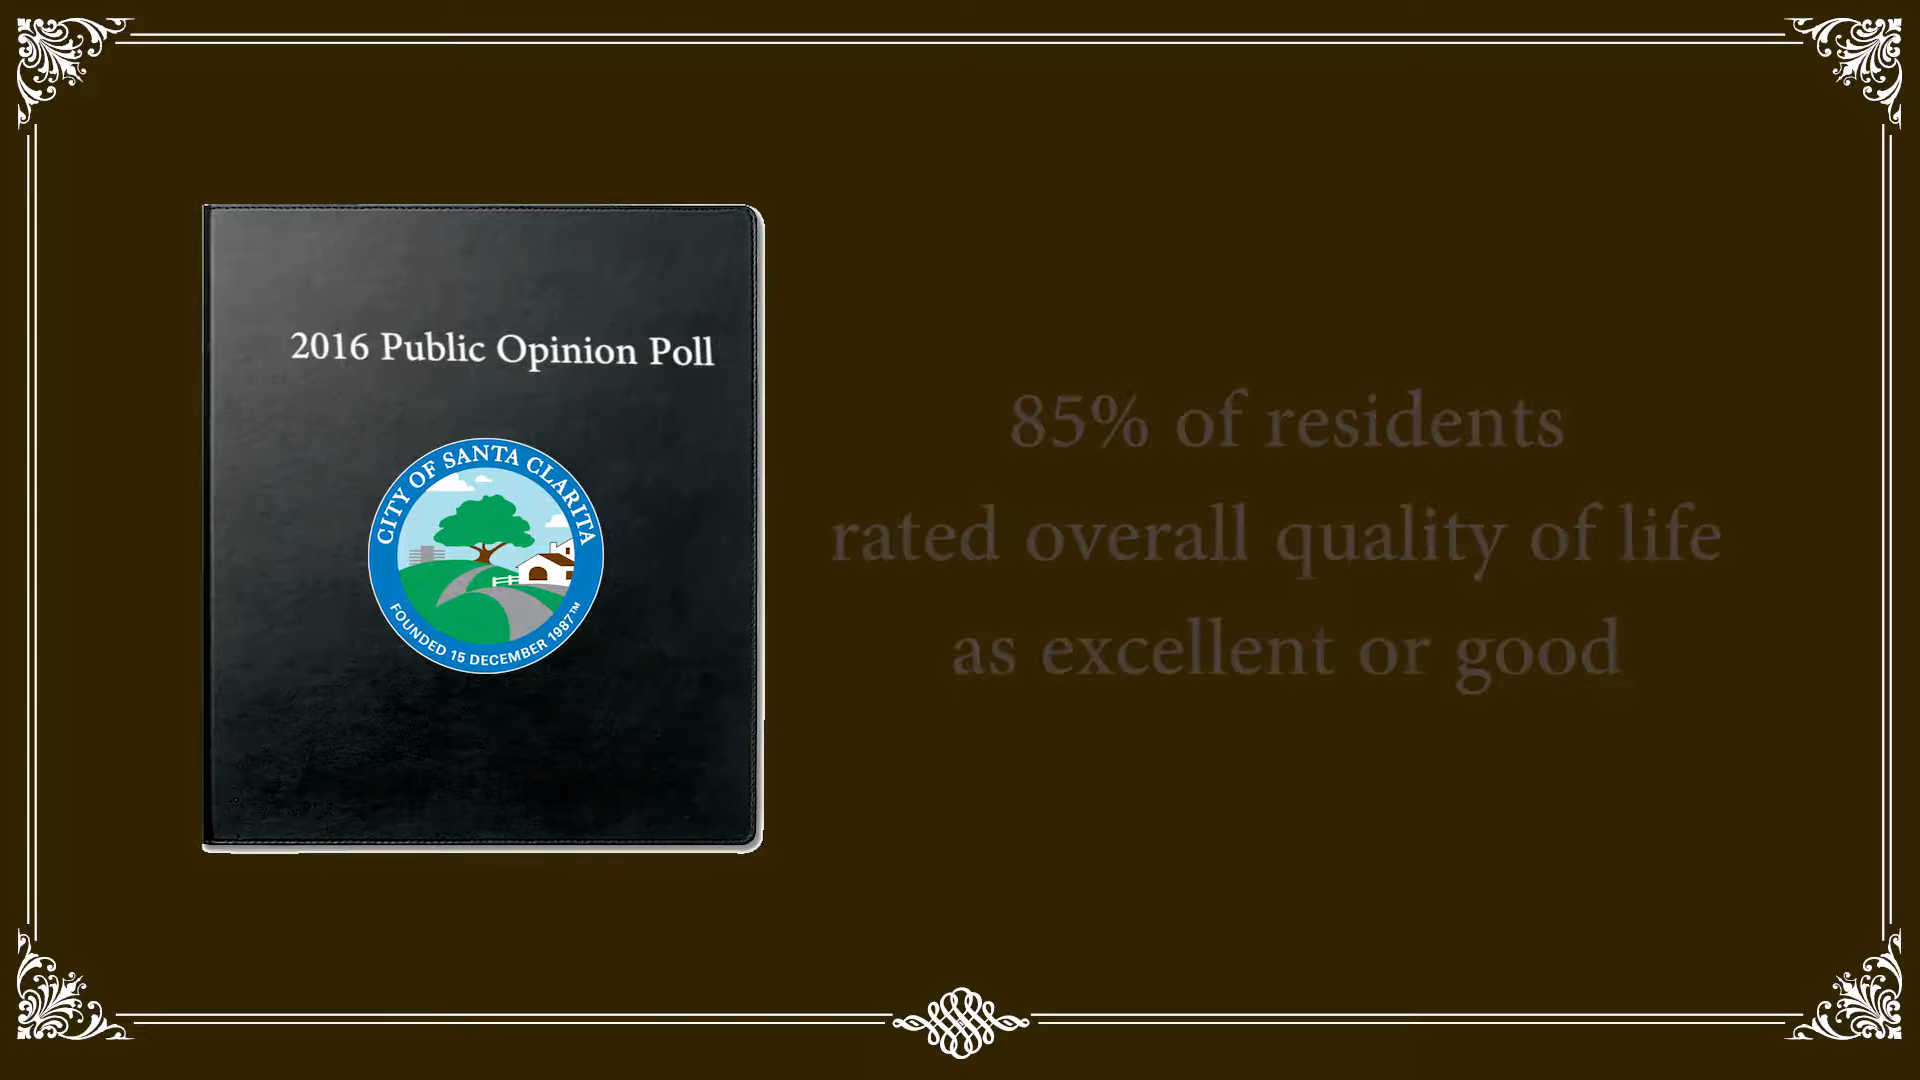 2016 Public Opinion Poll
CITY OF SANTA CLARITA
FOUNDED 15 DECEMBER 1987™
85% of residents
rated overall quality of life
as excellent or good